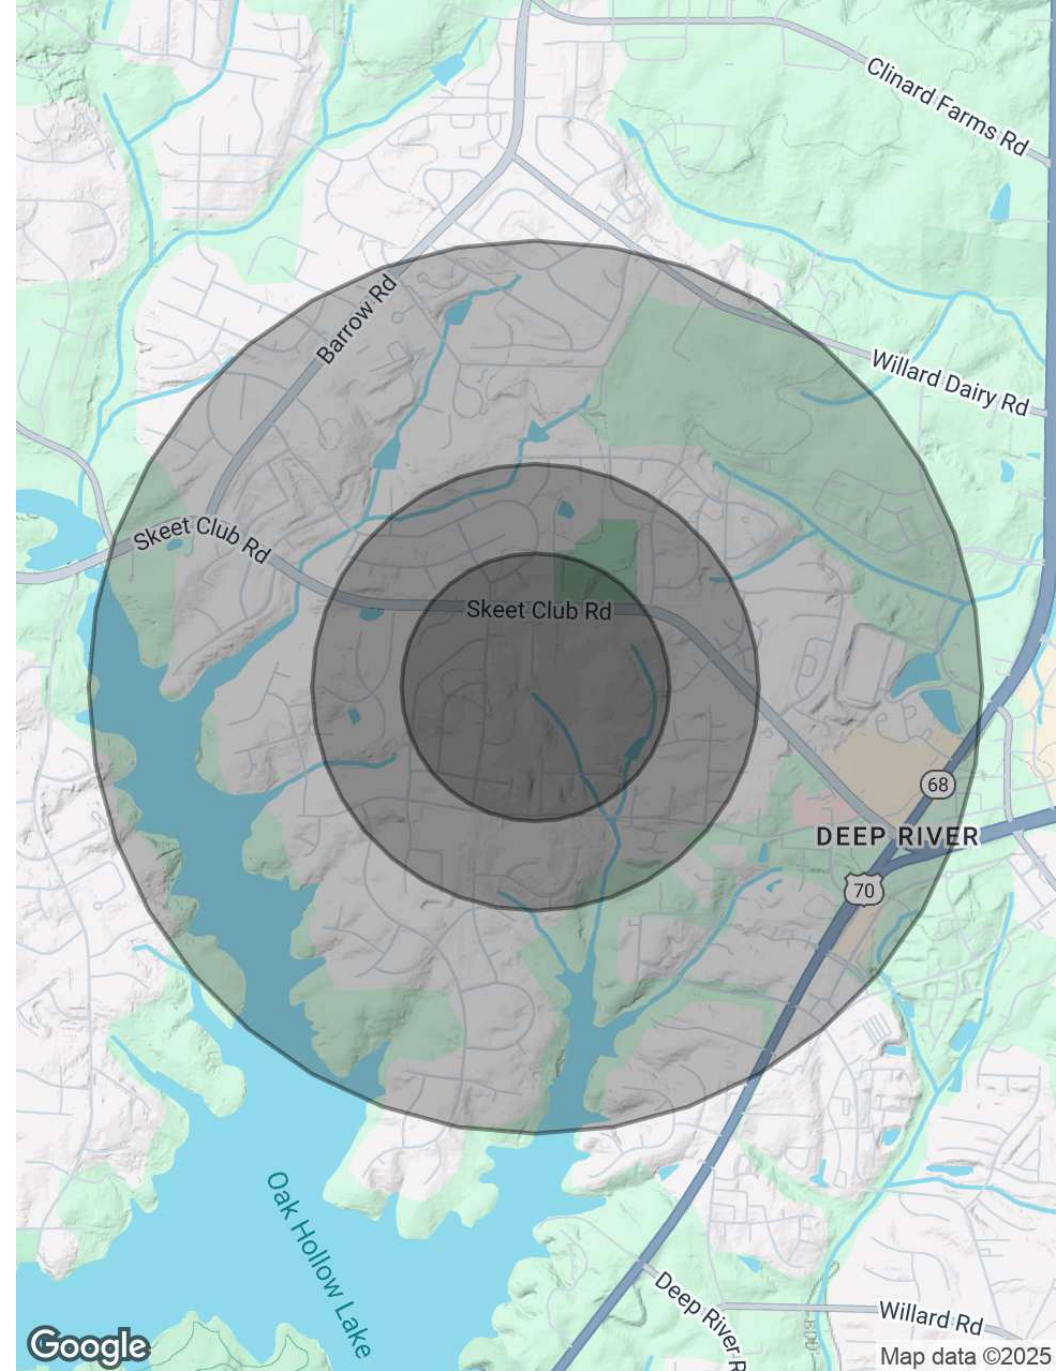 Clinard Farms Rd
Barrow Rd
Willard Dairy Rd
Skeet Club Rd
Skeet Club Rd
68
DEEP RIVER
70
Oak Hollow Lake
Deep River R
Willard Rd
Google
Map data ©2025